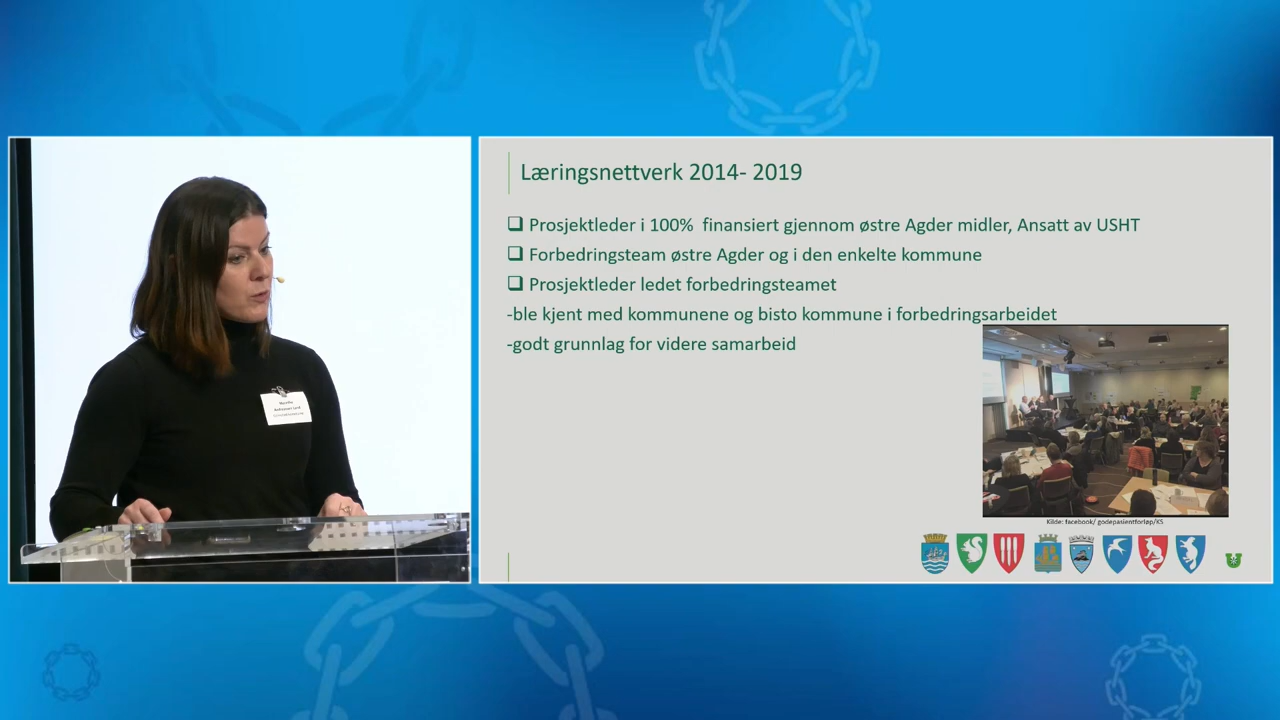 Læringsnettverk 2014- 2019
Prosjektleder i 100% finansiert gjennom østre Agder midler, Ansatt av USHT
Forbedringsteam østre Agder og i den enkelte kommune
Prosjektleder ledet forbedringsteamet
-ble kjent med kommunene og bisto kommune i forbedringsarbeidet
-godt grunnlag for videre samarbeid
Kilde: facebook/ godepasientforløp/KS